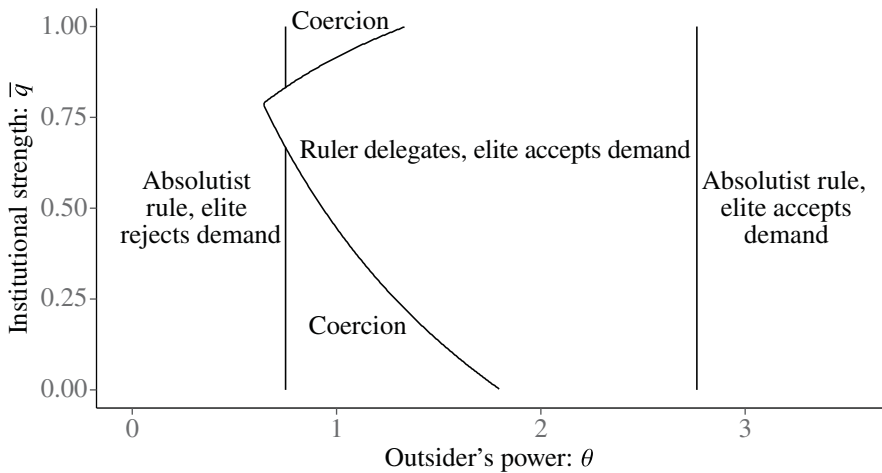 Institutional strength: q̅
1.00
0.75
0.50
0.25
0.00
Coercion
Ruler delegates, elite accepts demand
Absolutist
rule, elite
rejects demand
Absolutist rule,
elite accepts
demand
Coercion
0
1
2
3
Outsider's power: θ